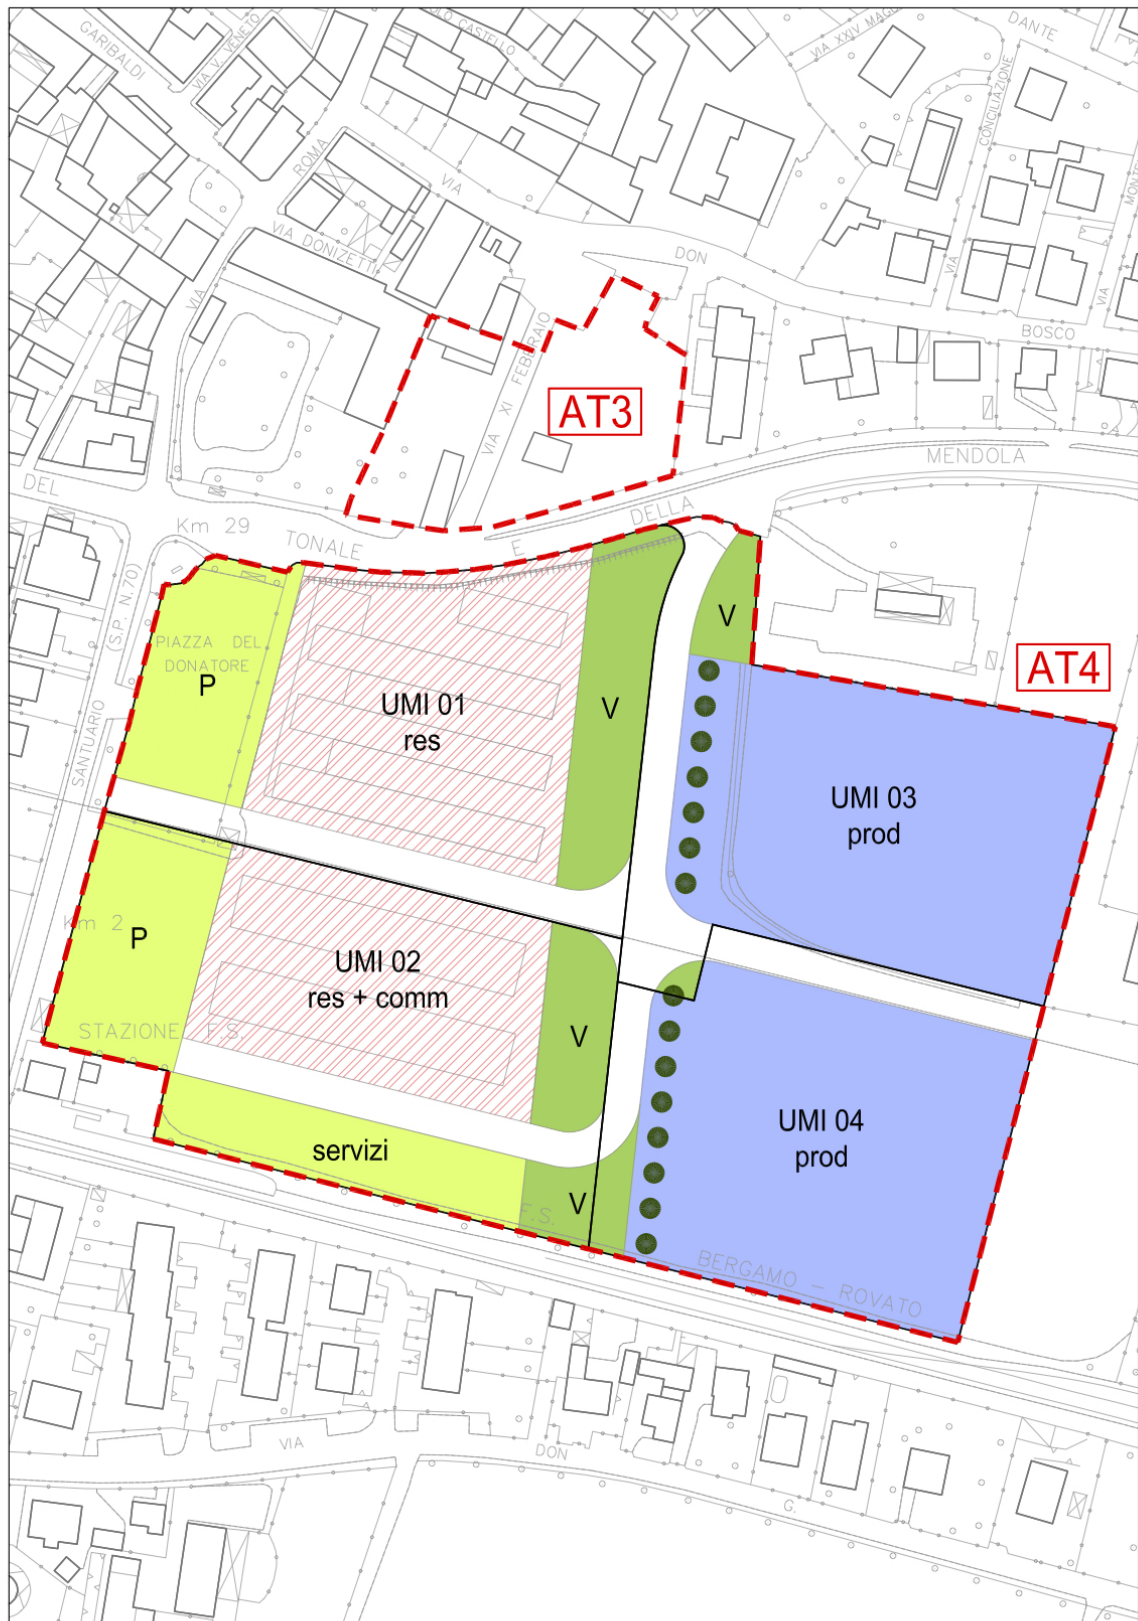 GARIBALDI
VIA V. VENETO
CASTELLO
VIA XXIV MAGG
DANTE
CONCILIAZIONE
ROMA
VIA
VIA DONIZETTI
VIA
DON
VIA
MONTE
VIA
BOSCO
VIA XI FEBBRAIO
AT3
MENDOLA
DEL
Km 29
TONALE
E
DELLA
(S.P. N.70)
PIAZZA DEL
DONATORE
P
V
AT4
UMI 01
res
V
SANTUARIO
UMI 03
prod
Km 2
P
UMI 02
res + comm
STAZIONE F.S.
V
UMI 04
prod
servizi
V
F.S.
BERGAMO - ROVATO
VIA
DON
G.